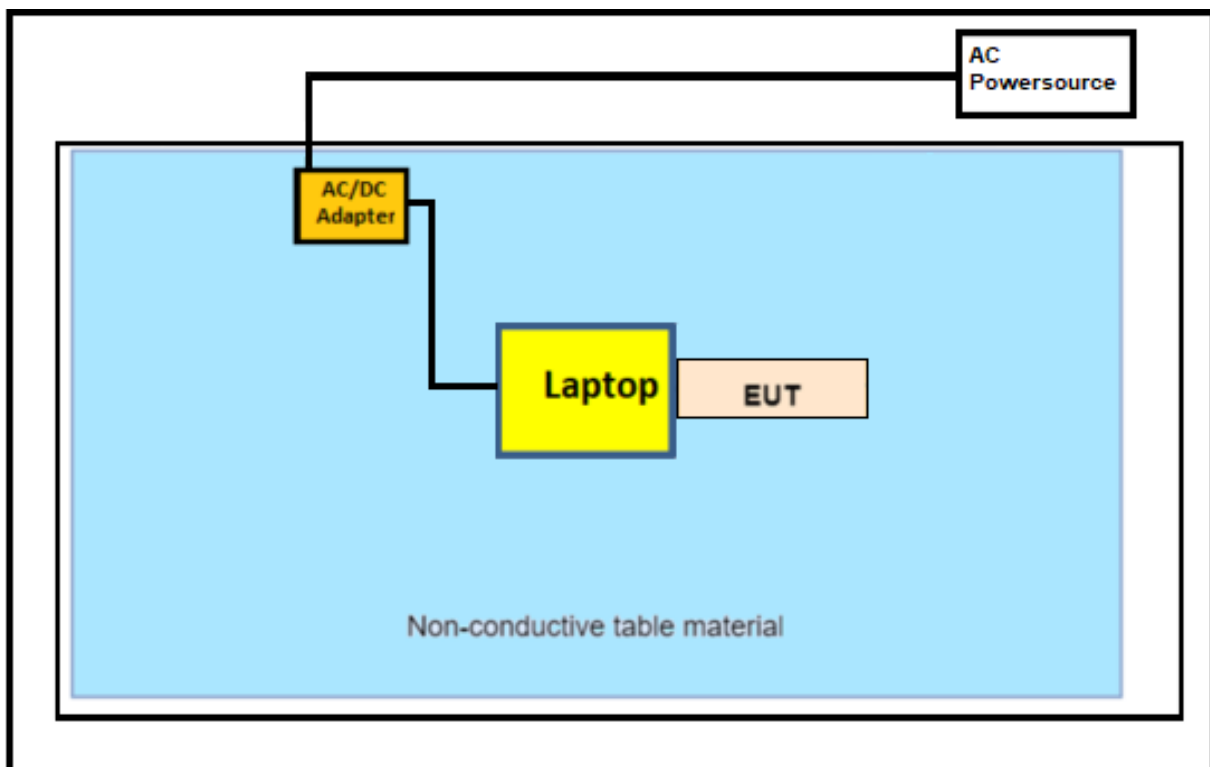 AC
Powersource
AC/DC
Adapter
Laptop
EUT
Non-conductive table material